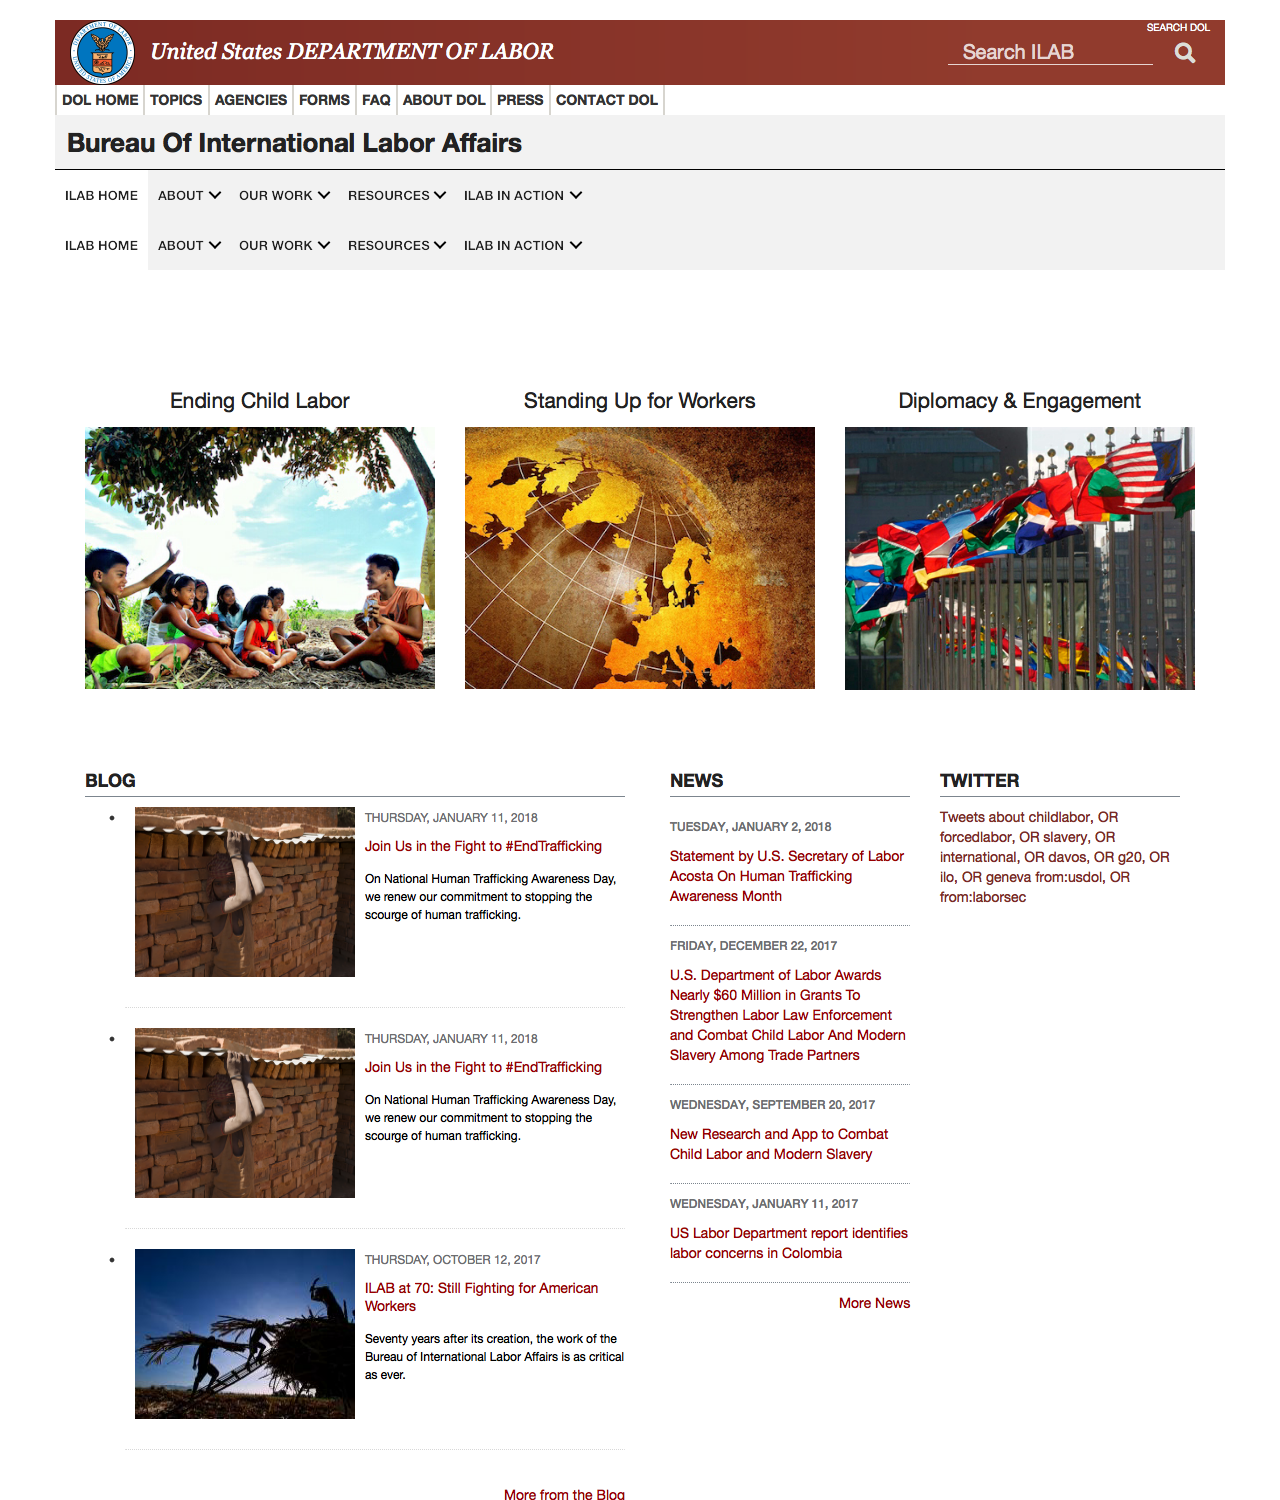 SEARCH DOL
United States DEPARTMENT OF LABOR
Search ILAB
DOL HOME
TOPICS
AGENCIES
FORMS
FAQ
ABOUT DOL
PRESS
CONTACT DOL
Bureau Of International Labor Affairs
ILAB HOME
ABOUT
OUR WORK
RESOURCES
ILAB IN ACTION
ILAB HOME
ABOUT
OUR WORK
RESOURCES
ILAB IN ACTION
Ending Child Labor
Standing Up for Workers
Diplomacy & Engagement
BLOG
THURSDAY, JANUARY 11, 2018
Join Us in the Fight to #EndTrafficking
On National Human Trafficking Awareness Day,
we renew our commitment to stopping the
scourge of human trafficking.
THURSDAY, JANUARY 11, 2018
Join Us in the Fight to #EndTrafficking
On National Human Trafficking Awareness Day,
we renew our commitment to stopping the
scourge of human trafficking.
THURSDAY, OCTOBER 12, 2017
ILAB at 70: Still Fighting for American
Workers
Seventy years after its creation, the work of the
Bureau of International Labor Affairs is as critical
as ever.
More from the Blog
NEWS
TUESDAY, JANUARY 2, 2018
Statement by U.S. Secretary of Labor
Acosta On Human Trafficking
Awareness Month
FRIDAY, DECEMBER 22, 2017
U.S. Department of Labor Awards
Nearly $60 Million in Grants To
Strengthen Labor Law Enforcement
and Combat Child Labor And Modern
Slavery Among Trade Partners
WEDNESDAY, SEPTEMBER 20, 2017
New Research and App to Combat
Child Labor and Modern Slavery
WEDNESDAY, JANUARY 11, 2017
US Labor Department report identifies
labor concerns in Colombia
More News
TWITTER
Tweets about childlabor, OR
forcedlabor, OR slavery, OR
international, OR davos, OR g20, OR
ilo, OR geneva from:usdol, OR
from:laborsec